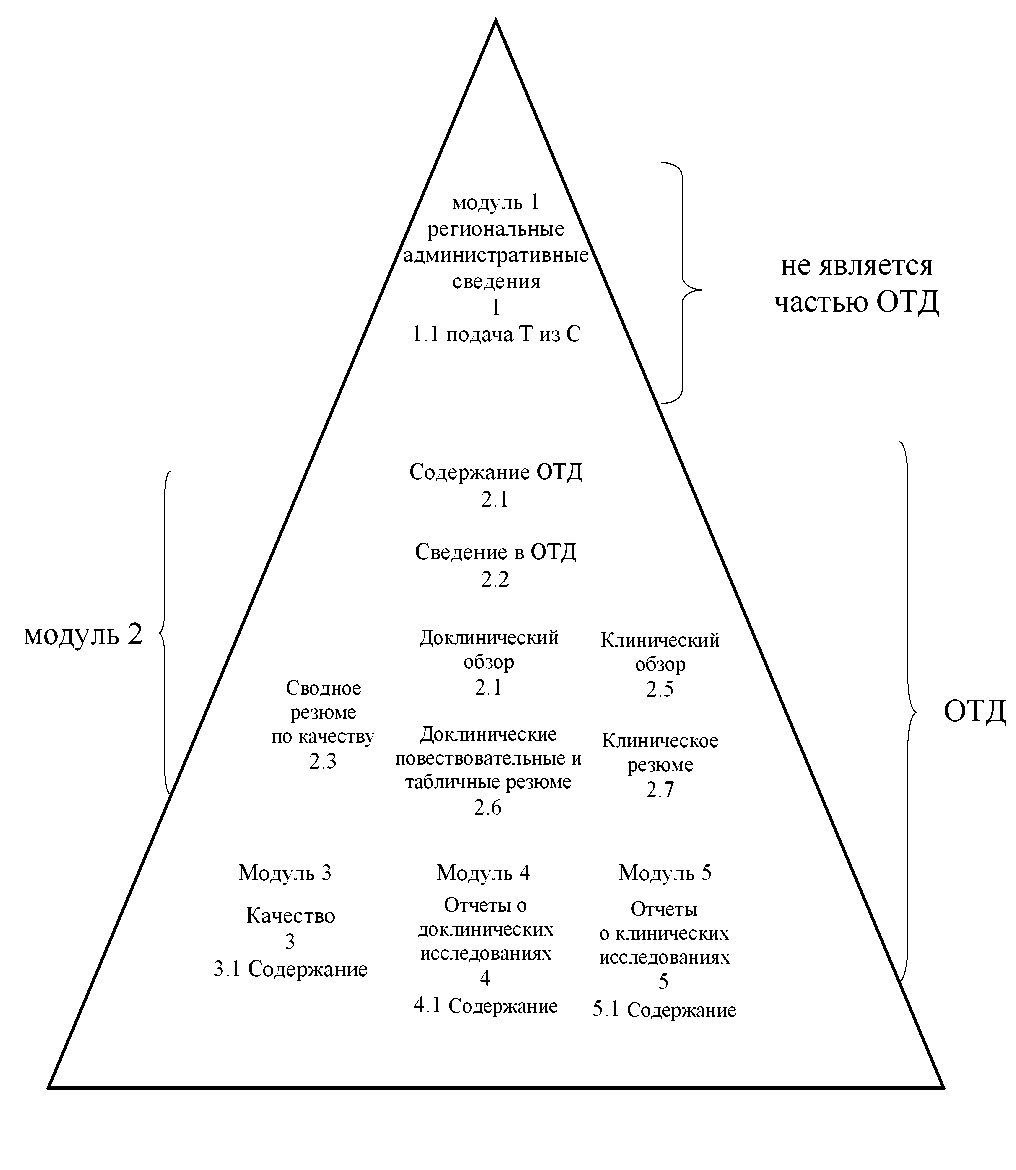 модуль 1
региональные
административные
сведения
1
1.1 подача Т из С
не является
частью ОТД
Содержание ОТД
2.1
Сведение в ОТД
2.2
модуль 2
ОТД
Сводное
резюме
по качеству
2.3
Доклинический
обзор
2.1
Клинический
обзор
2.5
Доклинические
повествовательные и
табличные резюме
2.6
Клиническое
резюме
2.7
Модуль 3
Качество
3
3.1 Содержание
Модуль 4
Отчеты о
доклинических
исследованиях
4
4.1 Содержание
Модуль 5
Отчеты
о клинических
исследованиях
5
5.1 Содержание